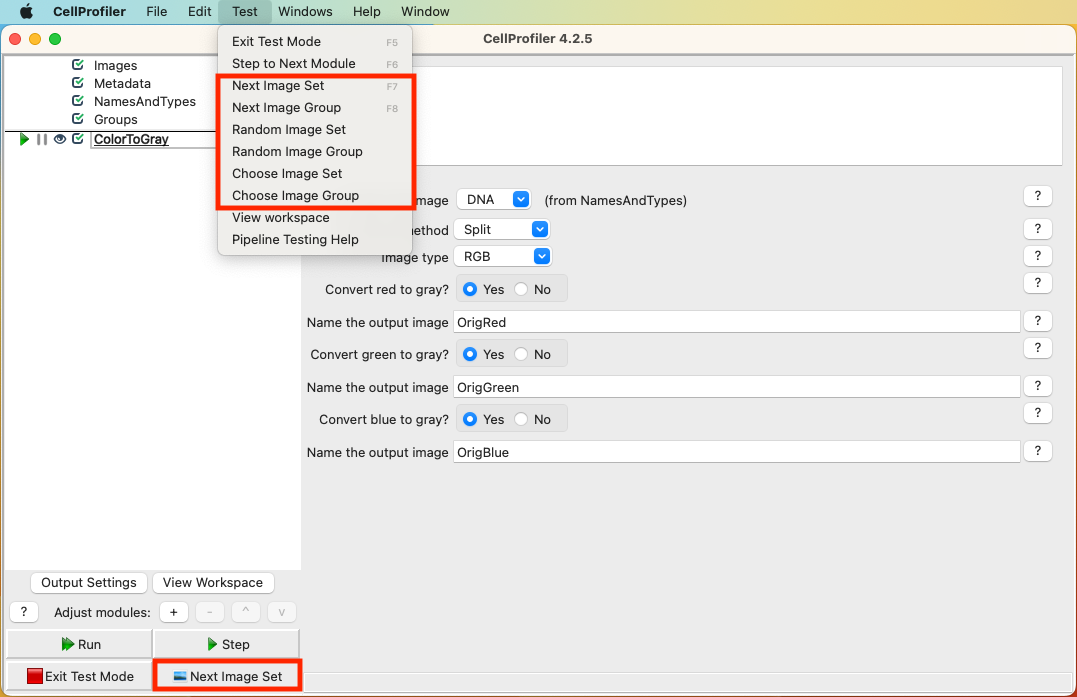 CellProfiler File Edit Test Windows Help Window
CellProfiler 4.2.5
Exit Test Mode F5
Step to Next Module F6
Next Image Set F7
Next Image Group F8
Random Image Set
Random Image Group
Choose Image Set
Choose Image Group
View workspace
Pipeline Testing Help
Images
Metadata
NamesAndTypes
Groups
ColorToGray
mage DNA (from NamesAndTypes) ?
ethod Split ?
Image type RGB ?
Convert red to gray? Yes No ?
Name the output image OrigRed ?
Convert green to gray? Yes No ?
Name the output image OrigGreen ?
Convert blue to gray? Yes No ?
Name the output image OrigBlue ?
Output Settings View Workspace
? Adjust modules: + - ^ v
Run Step
Exit Test Mode Next Image Set